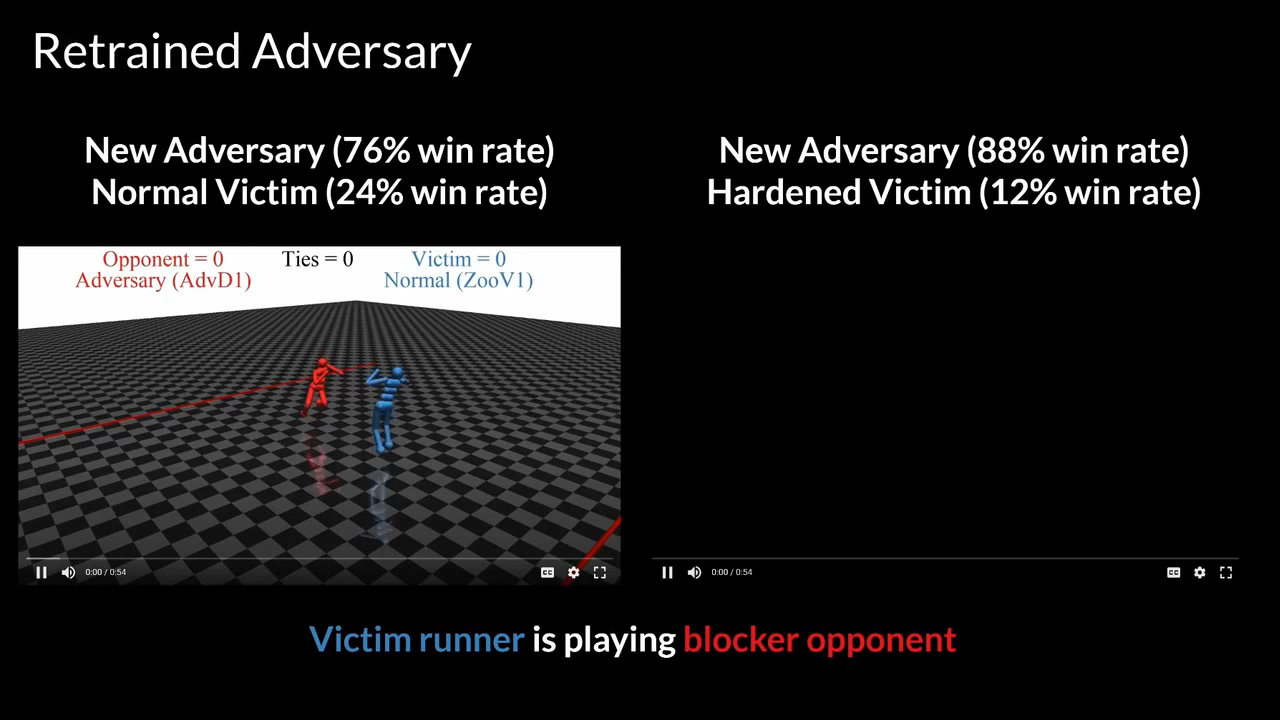 Retrained Adversary
New Adversary (76% win rate)
Normal Victim (24% win rate)
New Adversary (88% win rate)
Hardened Victim (12% win rate)
Opponent = 0 Ties = 0 Victim = 0
Adversary (AdvD1) Normal (ZooV1)
0:00 / 0:54 CC
0:00 / 0:54 CC
Victim runner is playing blocker opponent